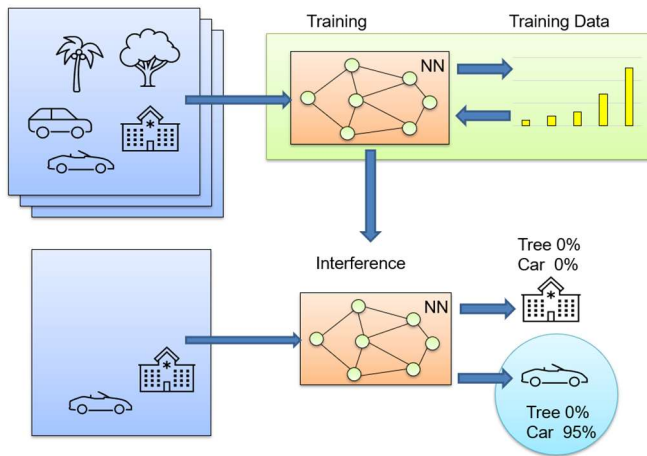 Training
Training Data
NN
Interference
NN
Tree 0%
Car 0%
Tree 0%
Car 95%